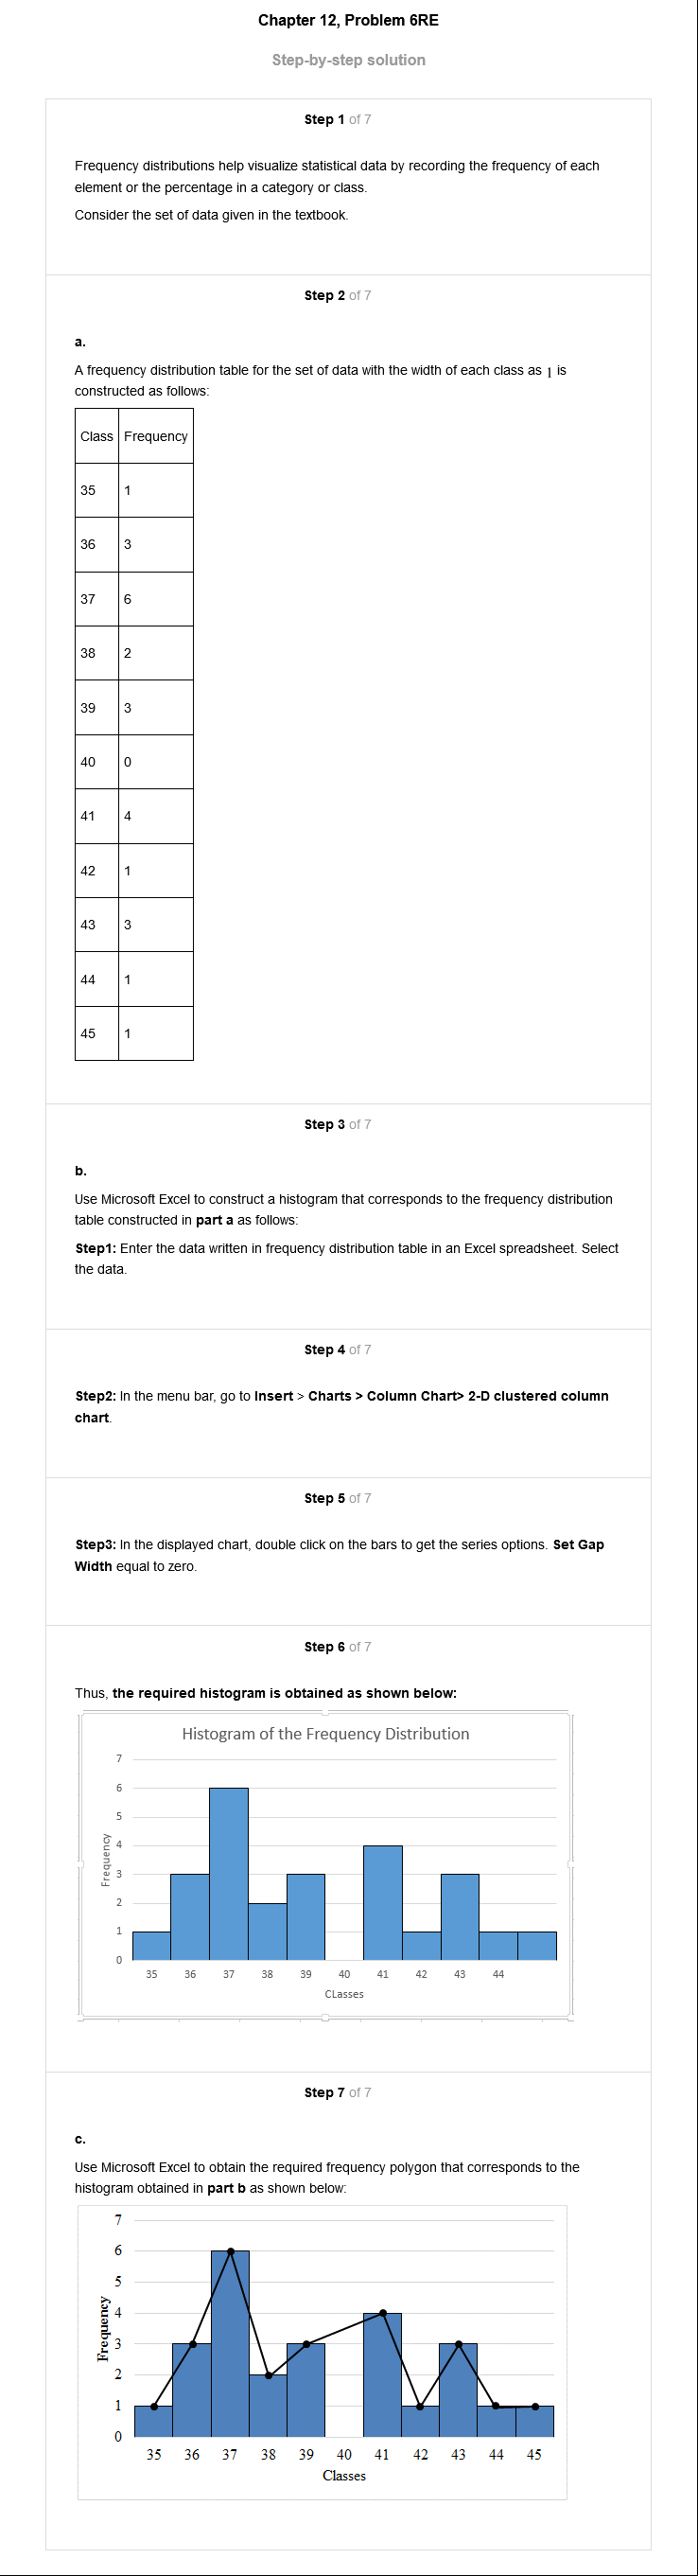 Chapter 12, Problem 6RE
Step-by-step solution
Step 1 of 7
Frequency distributions help visualize statistical data by recording the frequency of each
element or the percentage in a category or class.
Consider the set of data given in the textbook.
Step 2 of 7
a.
A frequency distribution table for the set of data with the width of each class as 1 is
constructed as follows:
Class Frequency
35 1
36 3
37 6
38 2
39 3
40 0
41 4
42 1
43 3
44 1
45 1
Step 3 of 7
b.
Use Microsoft Excel to construct a histogram that corresponds to the frequency distribution
table constructed in part a as follows:
Step1: Enter the data written in frequency distribution table in an Excel spreadsheet. Select
the data.
Step 4 of 7
Step2: In the menu bar, go to Insert > Charts > Column Chart> 2-D clustered column
chart.
Step 5 of 7
Step3: In the displayed chart, double click on the bars to get the series options. Set Gap
Width equal to zero.
Step 6 of 7
Thus, the required histogram is obtained as shown below:
Histogram of the Frequency Distribution
7
6
5
4
3
2
1
0
Frequency
35 36 37 38 39 40 41 42 43 44
CLasses
Step 7 of 7
c.
Use Microsoft Excel to obtain the required frequency polygon that corresponds to the
histogram obtained in part b as shown below:
7
6
5
4
3
2
1
0
Frequency
35 36 37 38 39 40 41 42 43 44 45
Classes